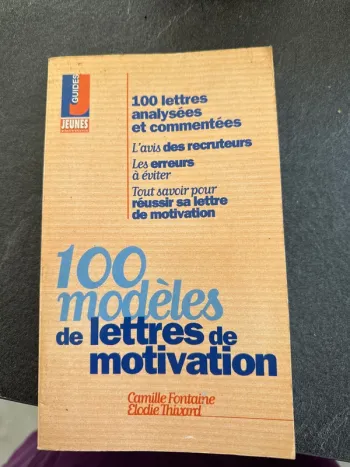 GUIDES
JEUNES
100 lettres
analysées
et commentées
L'avis des recruteurs
Les erreurs
à éviter
Tout savoir pour
réussir sa lettre
de motivation
100
modèles
de lettres de
motivation
Camille Fontaine
Elodie Thivard